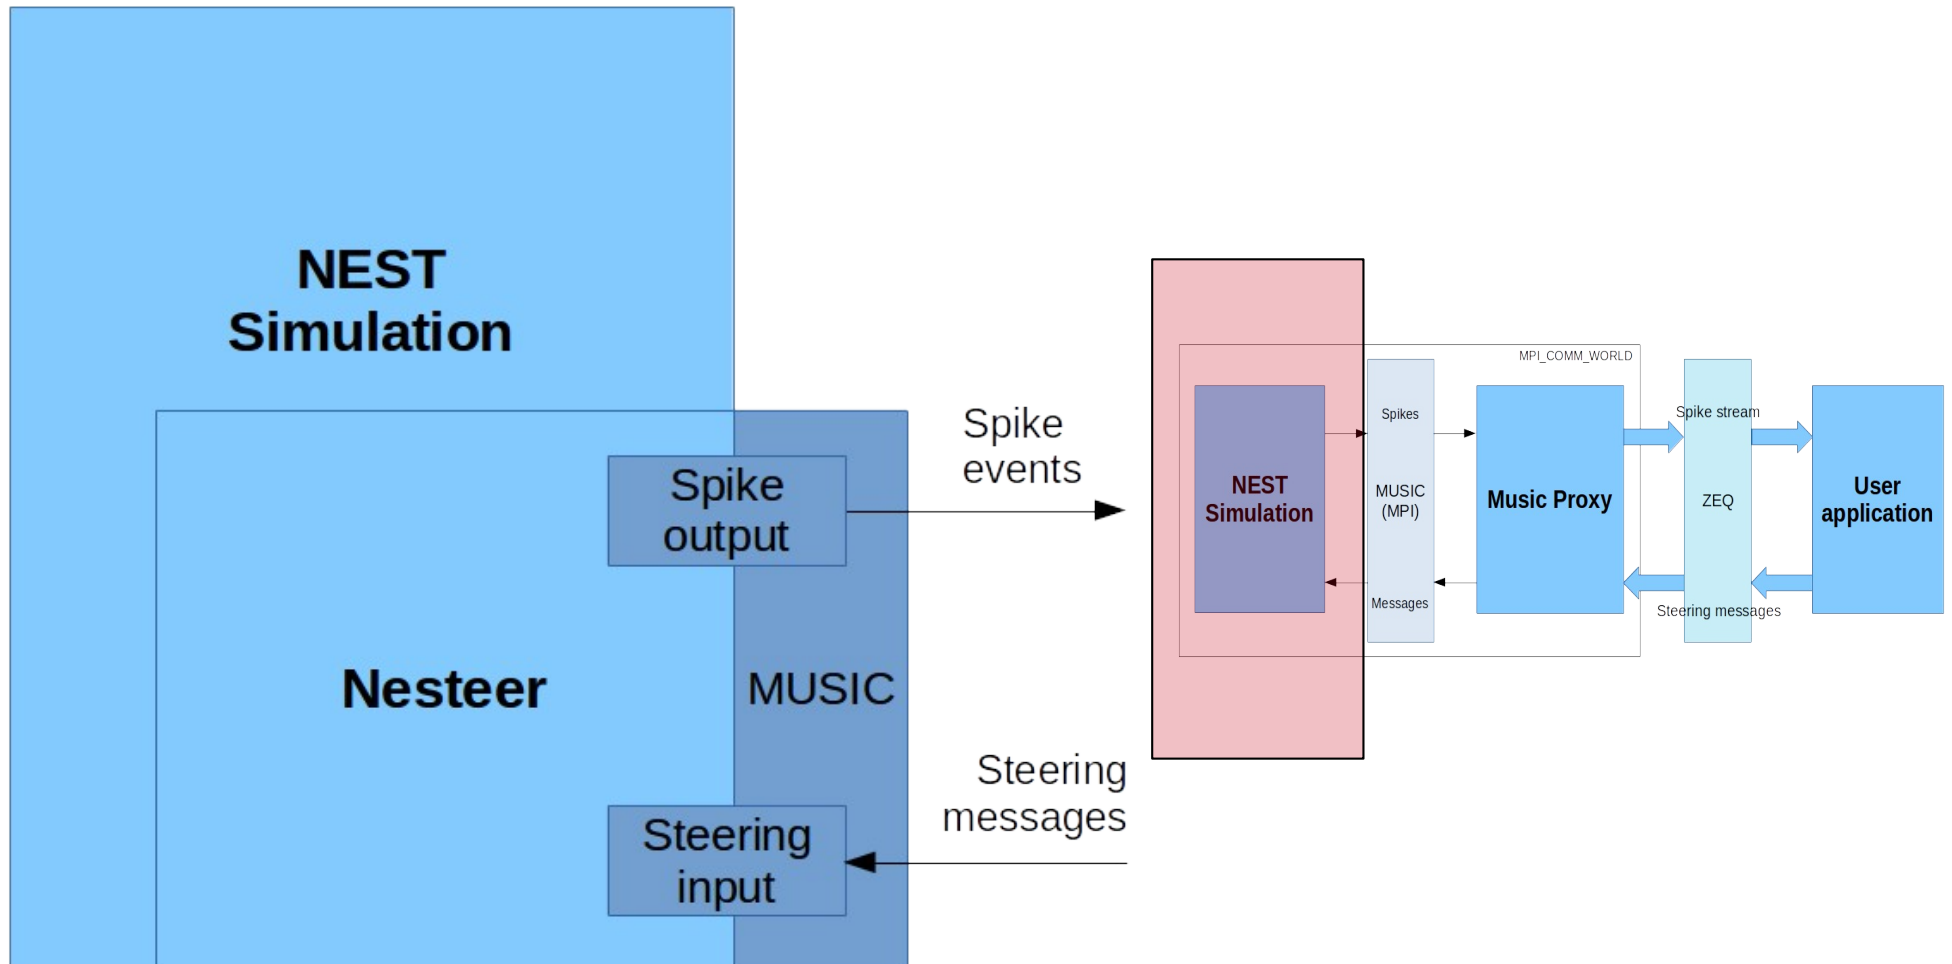 NEST
Simulation
Nesteer
Spike
output
MUSIC
Steering
input
Spike
events
Steering
messages
MPI_COMM_WORLD
NEST
Simulation
Spikes
MUSIC
(MPI)
Messages
Music Proxy
Spike stream
ZEQ
Steering messages
User
application